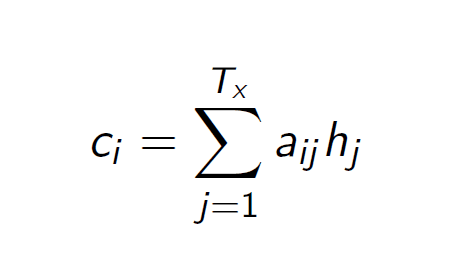 $c_i = \sum_{j=1}^{T_x} a_{ij} h_j$